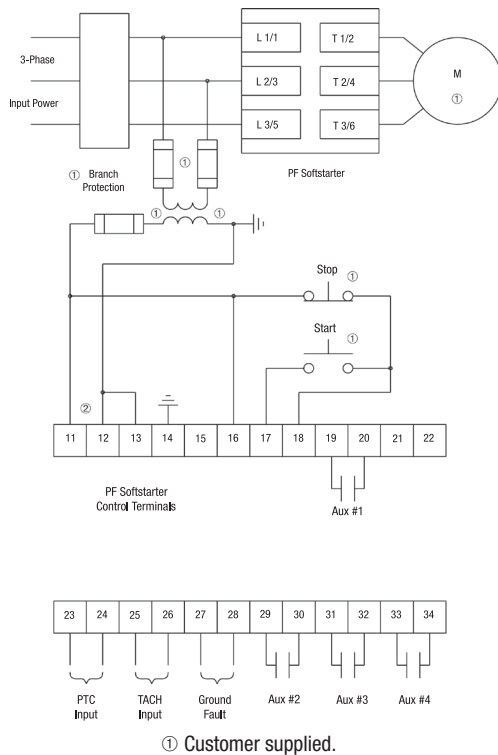 L 1/1
T 1/2
3-Phase
L 2/3
T 2/4
M
①
Input Power
L 3/5
T 3/6
① Branch
Protection
①
PF Softstarter
①
①
Stop
①
Start
①
②
11 12 13 14 15 16 17 18 19 20 21 22
PF Softstarter
Control Terminals
Aux #1
23 24 25 26 27 28 29 30 31 32 33 34
PTC
Input
TACH
Input
Ground
Fault
Aux #2
Aux #3
Aux #4
① Customer supplied.